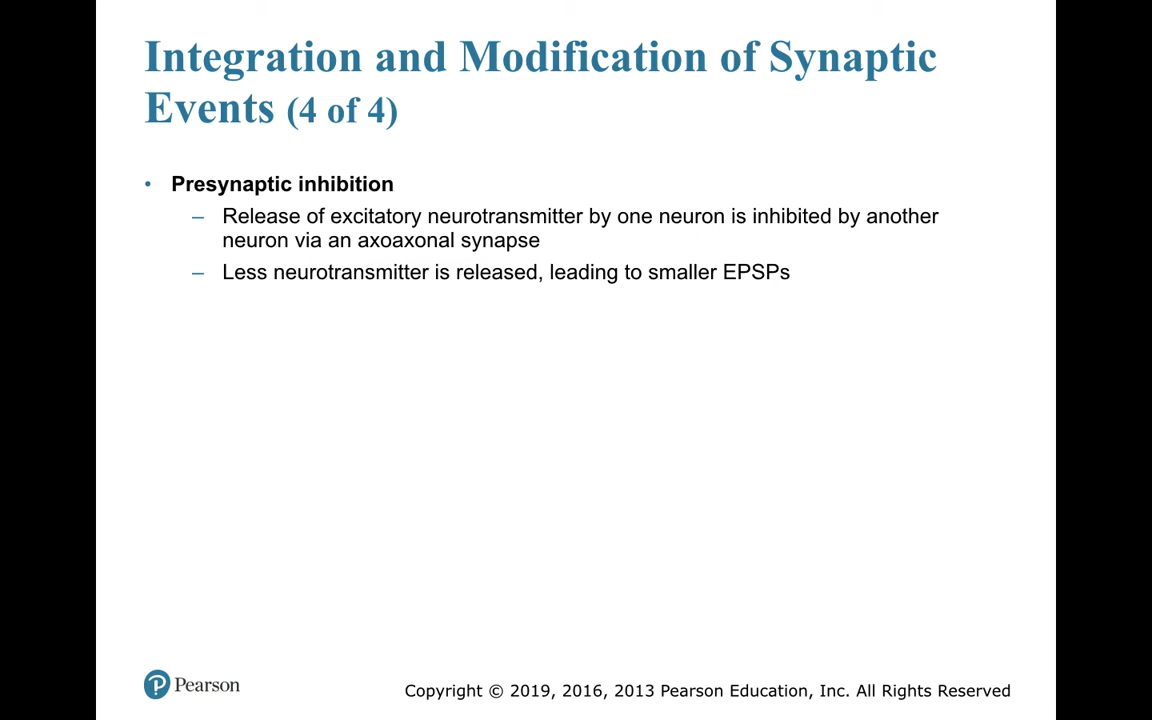 Integration and Modification of Synaptic
Events (4 of 4)
• Presynaptic inhibition
– Release of excitatory neurotransmitter by one neuron is inhibited by another
neuron via an axoaxonal synapse
– Less neurotransmitter is released, leading to smaller EPSPs
Pearson
Copyright © 2019, 2016, 2013 Pearson Education, Inc. All Rights Reserved